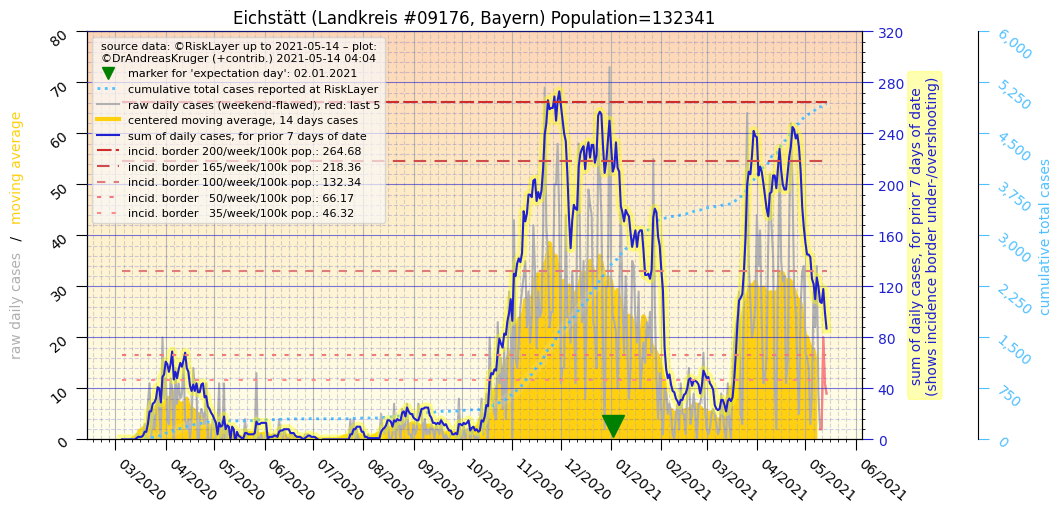 Eichstätt (Landkreis #09176, Bayern) Population=132341
source data: ©RiskLayer up to 2021-05-14 – plot:
©DrAndreasKruger (+contrib.) 2021-05-14 04:04
marker for 'expectation day': 02.01.2021
cumulative total cases reported at RiskLayer
raw daily cases (weekend-flawed), red: last 5
centered moving average, 14 days cases
sum of daily cases, for prior 7 days of date
incid. border 200/week/100k pop.: 264.68
incid. border 165/week/100k pop.: 218.36
incid. border 100/week/100k pop.: 132.34
incid. border   50/week/100k pop.: 66.17
incid. border   35/week/100k pop.: 46.32
raw daily cases  /  moving average
80
70
60
50
40
30
20
10
0
320
280
240
200
160
120
80
40
0
sum of daily cases, for prior 7 days of date
(shows incidence border under-/overshooting)
6,000
5,250
4,500
3,750
3,000
2,250
1,500
750
0
cumulative total cases
03/2020
04/2020
05/2020
06/2020
07/2020
08/2020
09/2020
10/2020
11/2020
12/2020
01/2021
02/2021
03/2021
04/2021
05/2021
06/2021